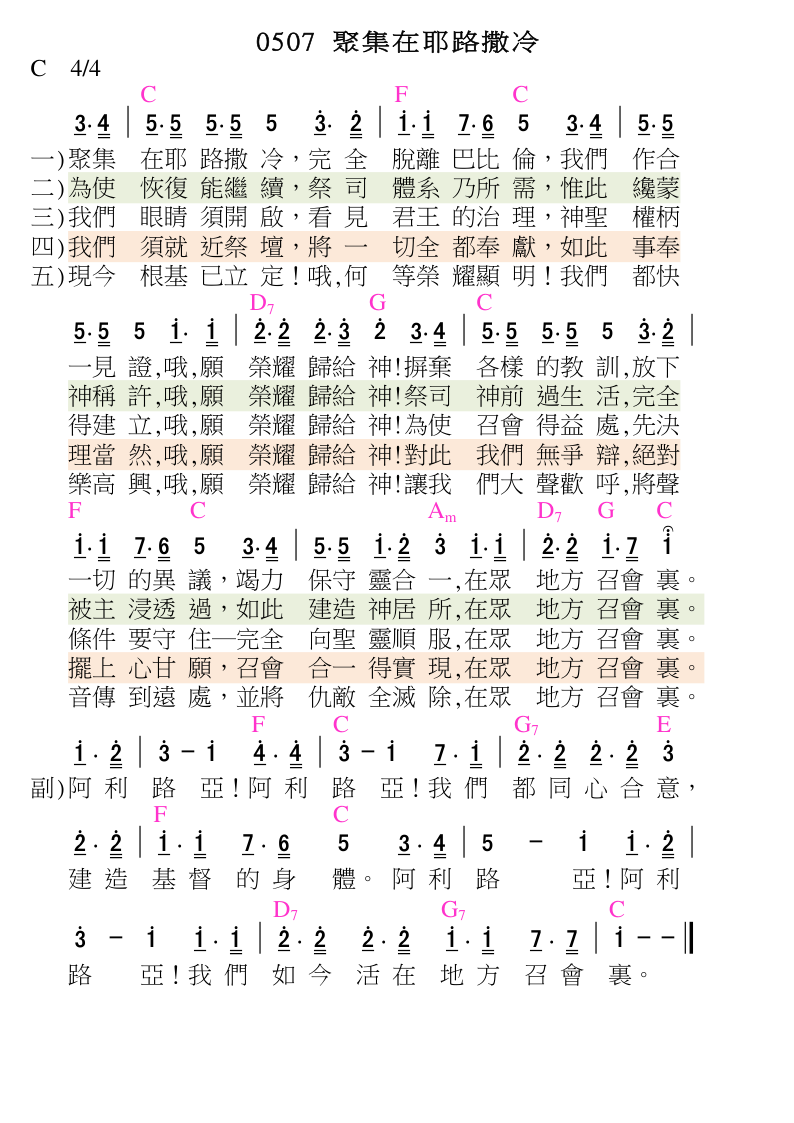 0507 聚集在耶路撒冷
C 4/4
C F C
3. 4 | 5. 5 5. 5 5 3. 2 | 1. 1 7. 6 5 3. 4 | 5. 5
一)聚集 在耶 路撒 冷，完 全 脫離 巴比 倫，我們 作合
二)為使 恢復 能繼 續，祭 司 體系 乃所 需，惟此 纔蒙
三)我們 眼睛 須開 啟，看 見 君王 的治 理，神聖 權柄
四)我們 須就 近祭 壇，將 一 切全 都奉 獻，如此 事奉
五)現今 根基 已立 定！哦,何 等榮 耀顯 明！我們 都快
D7 G C
5. 5 5 1. 1 | 2. 2 2. 3 2 3. 4 | 5. 5 5. 5 5 3. 2 |
一見 證,哦,願 榮耀 歸給 神!摒棄 各樣 的教 訓,放下
神稱 許,哦,願 榮耀 歸給 神!祭司 神前 過生 活,完全
得建 立,哦,願 榮耀 歸給 神!為使 召會 得益 處,先決
理當 然,哦,願 榮耀 歸給 神!對此 我們 無爭 辯,絕對
樂高 興,哦,願 榮耀 歸給 神!讓我 們大 聲歡 呼,將聲
F C Am D7 G C
1. 1 7. 6 5 3. 4 | 5. 5 1. 2 3 1. 1 | 2. 2 1. 7 1
一切 的異 議，竭力 保守 靈合 一,在眾 地方 召會 裏。
被主 浸透 過，如此 建造 神居 所,在眾 地方 召會 裏。
條件 要守 住─完全 向聖 靈順 服,在眾 地方 召會 裏。
擺上 心甘 願，召會 合一 得實 現,在眾 地方 召會 裏。
音傳 到遠 處，並將 仇敵 全滅 除,在眾 地方 召會 裏。
F C G7 E
1. 2 | 3 – 1 4. 4 | 3 – 1 7. 1 | 2. 2 2. 2 3
副)阿 利 路 亞！阿 利 路 亞！我 們 都 同 心 合 意，
F C
2. 2 | 1. 1 7. 6 5 3. 4 | 5 – 1 1. 2 |
建 造 基 督 的 身 體。阿 利 路 亞！阿 利
D7 G7 C
3 – 1 1. 1 | 2. 2 2. 2 1. 1 7. 7 | 1 – – ||
路 亞！我 們 如 今 活 在 地 方 召 會 裏。